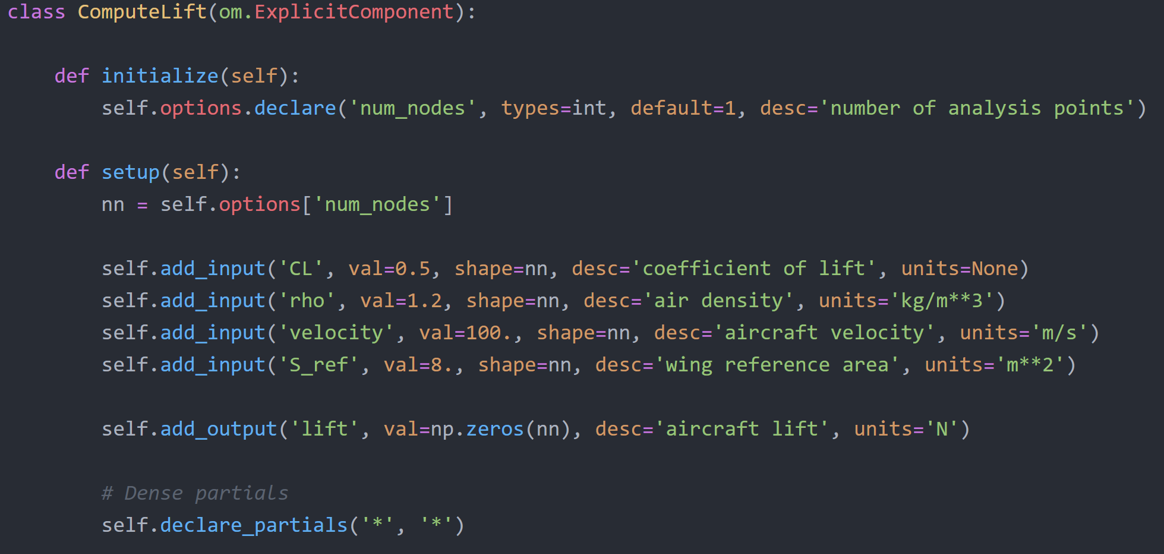 class ComputeLift(om.ExplicitComponent):
def initialize(self):
self.options.declare('num_nodes', types=int, default=1, desc='number of analysis points')
def setup(self):
nn = self.options['num_nodes']
self.add_input('CL', val=0.5, shape=nn, desc='coefficient of lift', units=None)
self.add_input('rho', val=1.2, shape=nn, desc='air density', units='kg/m**3')
self.add_input('velocity', val=100., shape=nn, desc='aircraft velocity', units='m/s')
self.add_input('S_ref', val=8., shape=nn, desc='wing reference area', units='m**2')
self.add_output('lift', val=np.zeros(nn), desc='aircraft lift', units='N')
# Dense partials
self.declare_partials('*', '*')